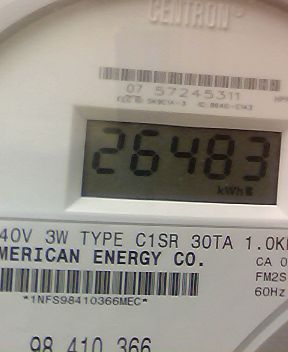 CENTRON®
07 57245311
26483
kWh
40V 3W TYPE C1SR 30TA 1.0K
MERICAN ENERGY CO.
CA 0
FM2S
60Hz
*1NFS98410366MEC*
98 410 366